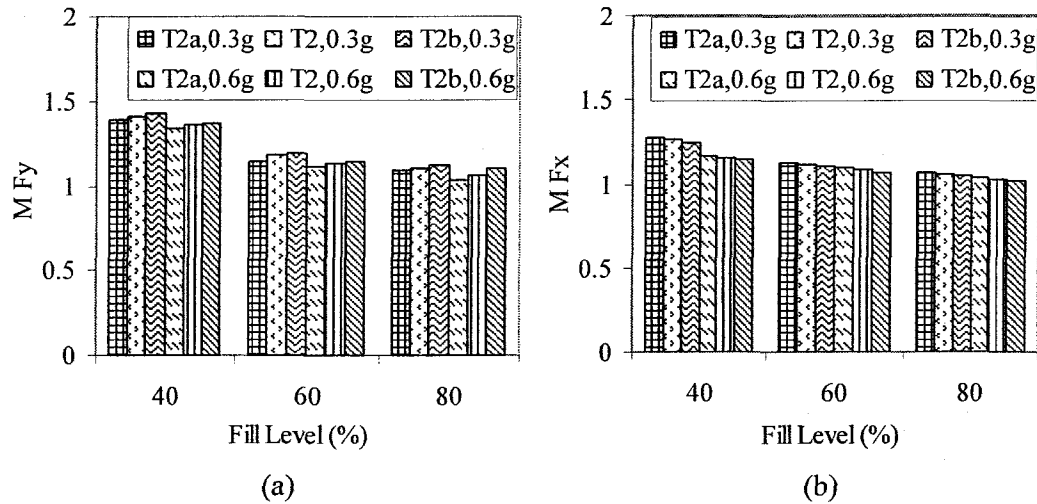 T2a,0.3g T2,0.3g T2b,0.3g
T2a,0.6g T2,0.6g T2b,0.6g
2
1.5
1
0.5
0
M Fy
40 60 80
Fill Level (%)
(a)
T2a,0.3g T2,0.3g T2b,0.3g
T2a,0.6g T2,0.6g T2b,0.6g
2
1.5
1
0.5
0
M Fx
40 60 80
Fill Level (%)
(b)